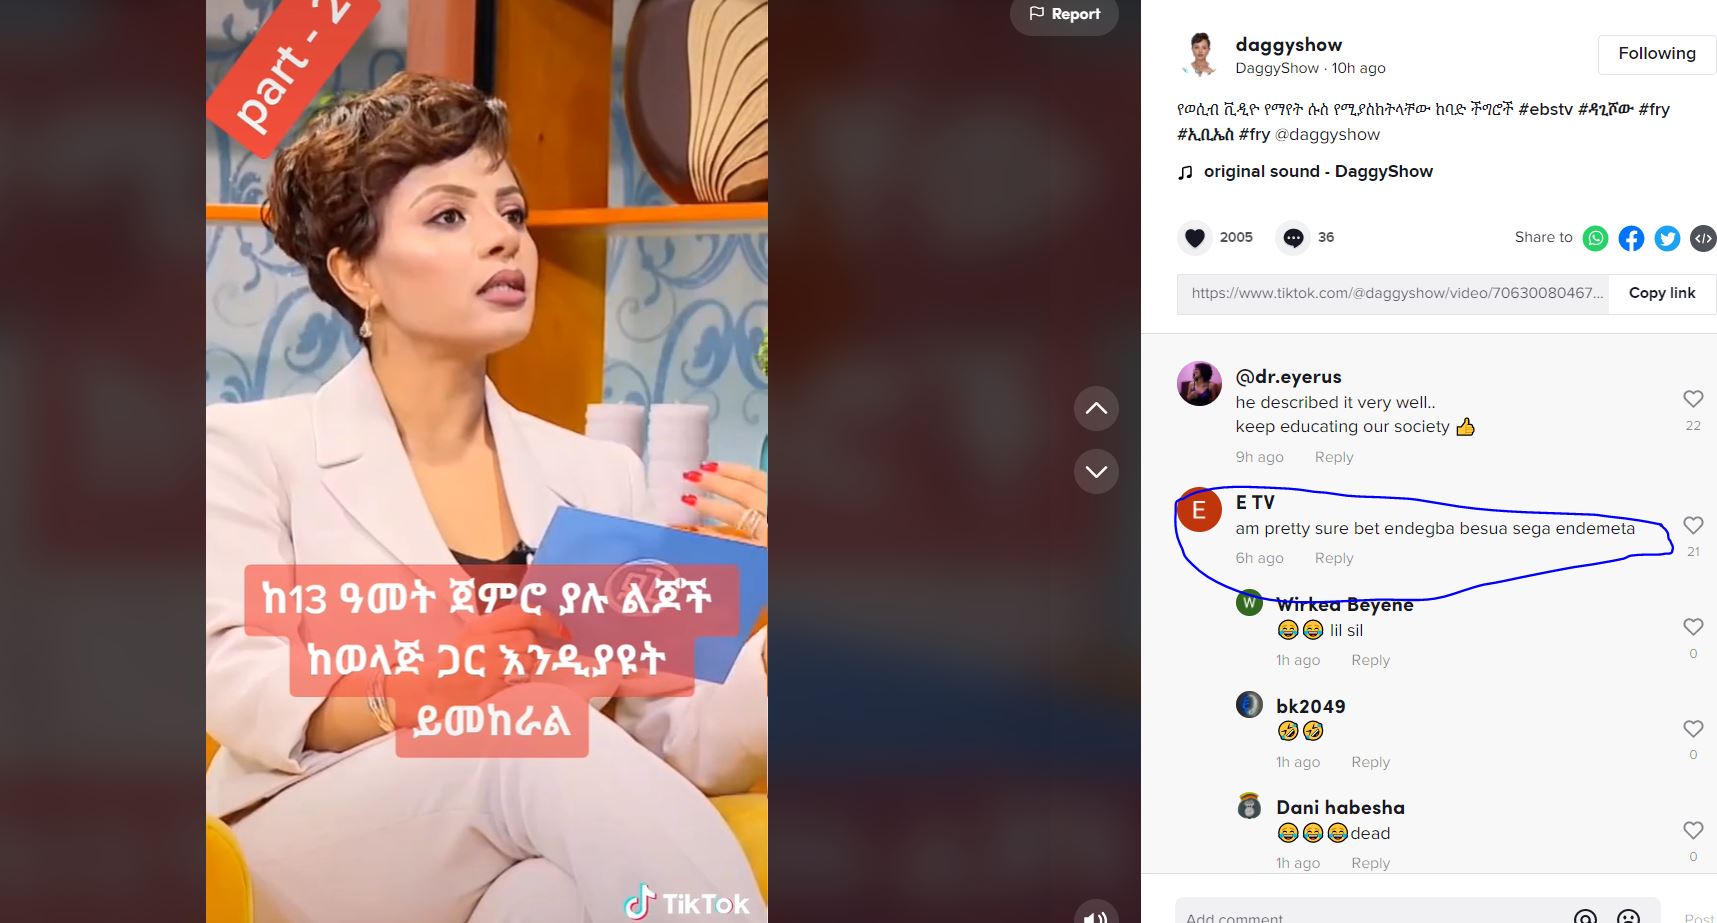 part - 2
ከ13 ዓመት ጀምሮ ያሉ ልጆች
ከወላጅ ጋር እንዲያዩት
ይመከራል
TikTok
Report
daggyshow
DaggyShow · 10h ago
Following
የወሲብ ቪዲዮ የማየት ሱስ የሚያስከትላቸው ከባድ ችግሮች #ebstv #ዳጊሾው #fry
#ኢቢኤስ #fry @daggyshow
original sound - DaggyShow
2005
36
Share to
https://www.tiktok.com/@daggyshow/video/70630080467...
Copy link
@dr.eyerus
he described it very well..
keep educating our society 👍
22
9h ago Reply
E
E TV
am pretty sure bet endegba besua sega endemeta
21
6h ago Reply
W
Wirked Beyene
😂😂 lil sil
1h ago Reply
0
bk2049
🤣🤣
1h ago Reply
0
Dani habesha
😂😂😂dead
1h ago Reply
0
Add comment
Post